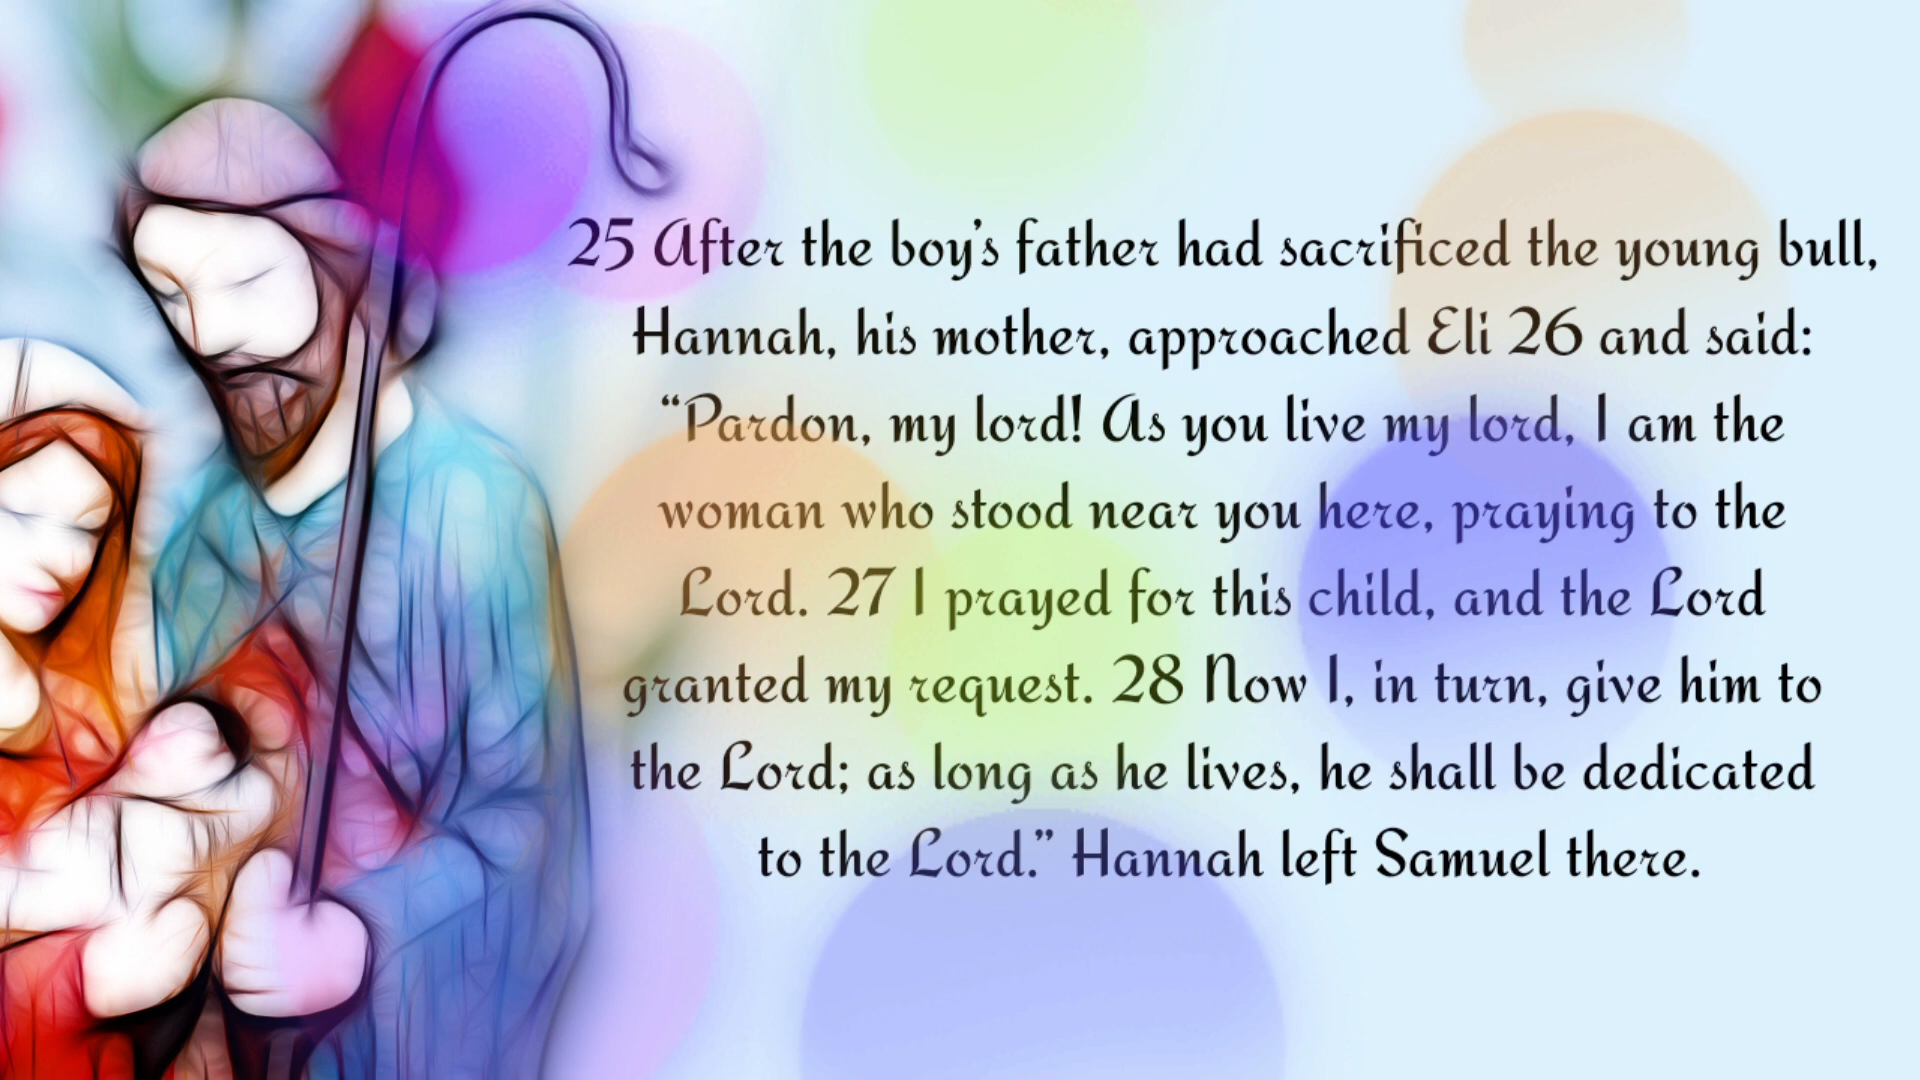 25 After the boy’s father had sacrificed the young bull,
Hannah, his mother, approached Eli 26 and said:
“Pardon, my lord! As you live my lord, I am the
woman who stood near you here, praying to the
Lord. 27 I prayed for this child, and the Lord
granted my request. 28 Now I, in turn, give him to
the Lord; as long as he lives, he shall be dedicated
to the Lord.” Hannah left Samuel there.